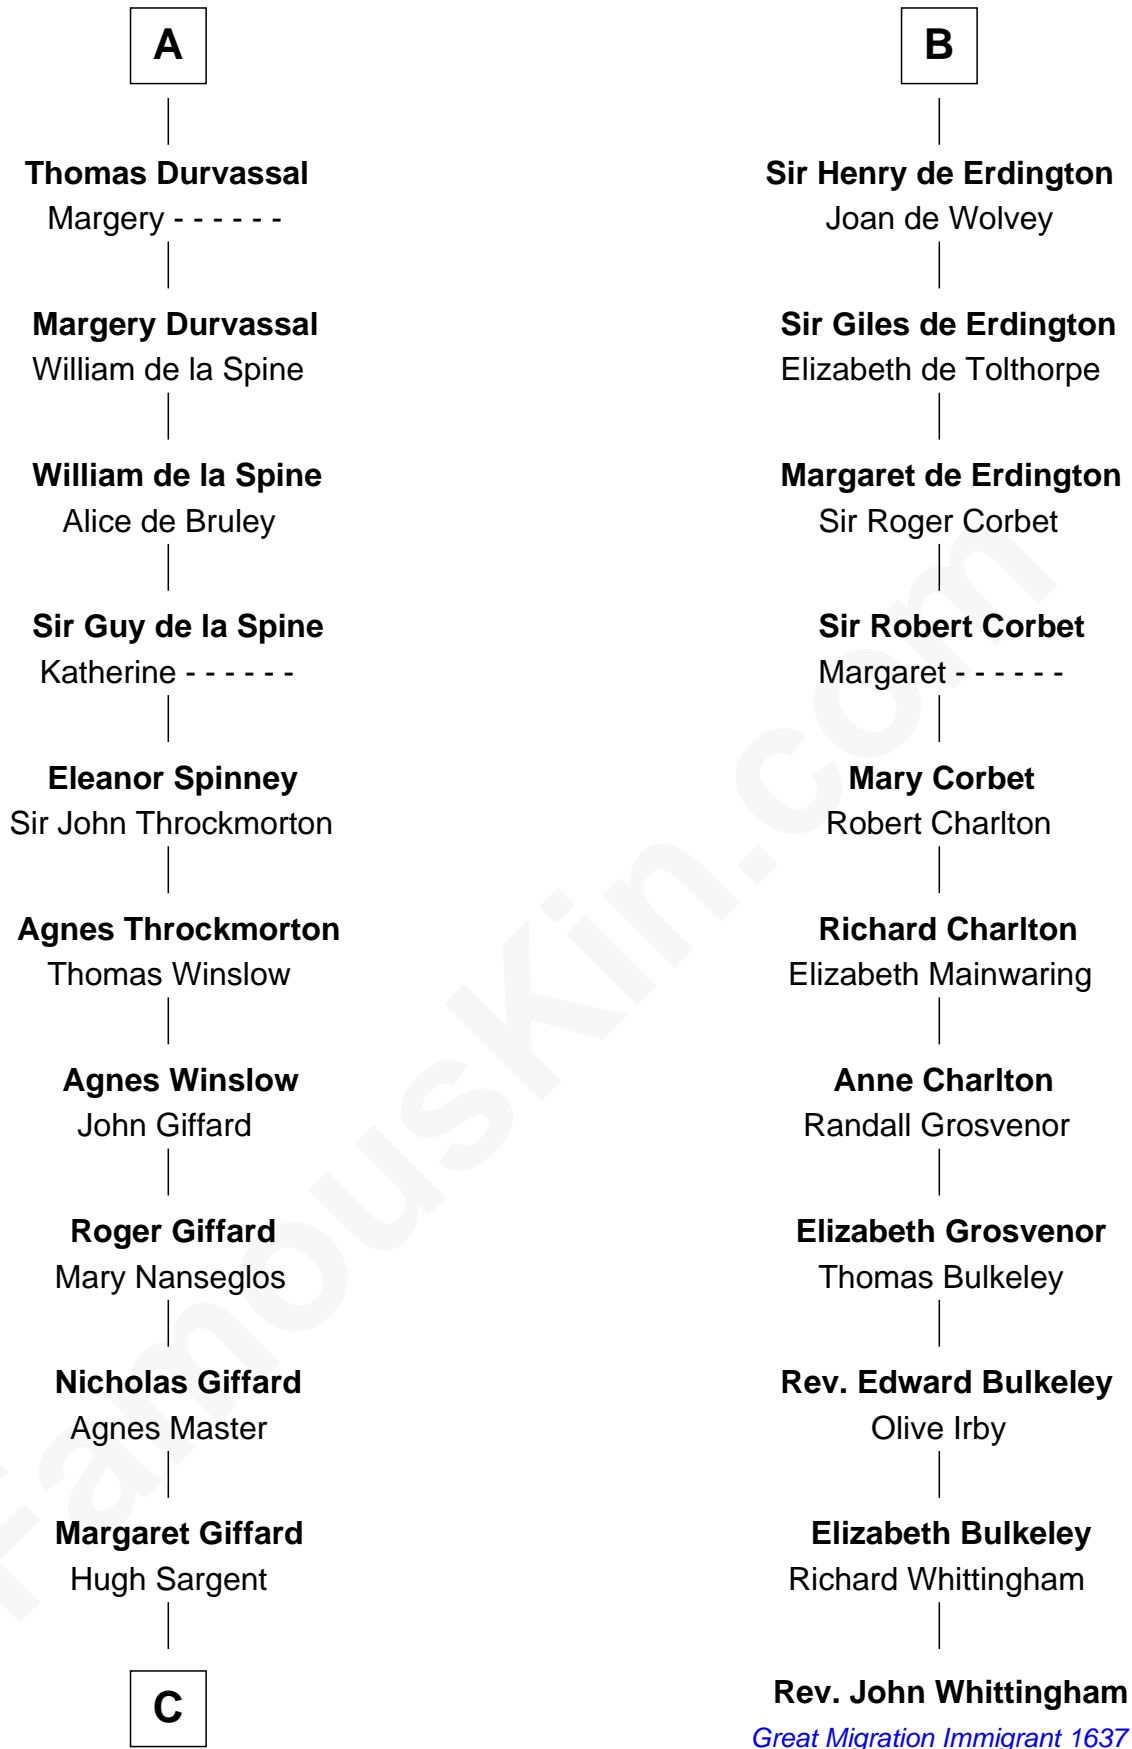 A
Thomas Durvassal
Margery - - - - - -
Margery Durvassal
William de la Spine
William de la Spine
Alice de Bruley
Sir Guy de la Spine
Katherine - - - - - -
Eleanor Spinney
Sir John Throckmorton
Agnes Throckmorton
Thomas Winslow
Agnes Winslow
John Giffard
Roger Giffard
Mary Nanseglos
Nicholas Giffard
Agnes Master
Margaret Giffard
Hugh Sargent
C
B
Sir Henry de Erdington
Joan de Wolvey
Sir Giles de Erdington
Elizabeth de Tolthorpe
Margaret de Erdington
Sir Roger Corbet
Sir Robert Corbet
Margaret - - - - - -
Mary Corbet
Robert Charlton
Richard Charlton
Elizabeth Mainwaring
Anne Charlton
Randall Grosvenor
Elizabeth Grosvenor
Thomas Bulkeley
Rev. Edward Bulkeley
Olive Irby
Elizabeth Bulkeley
Richard Whittingham
Rev. John Whittingham
Great Migration Immigrant 1637
FamousKin.com